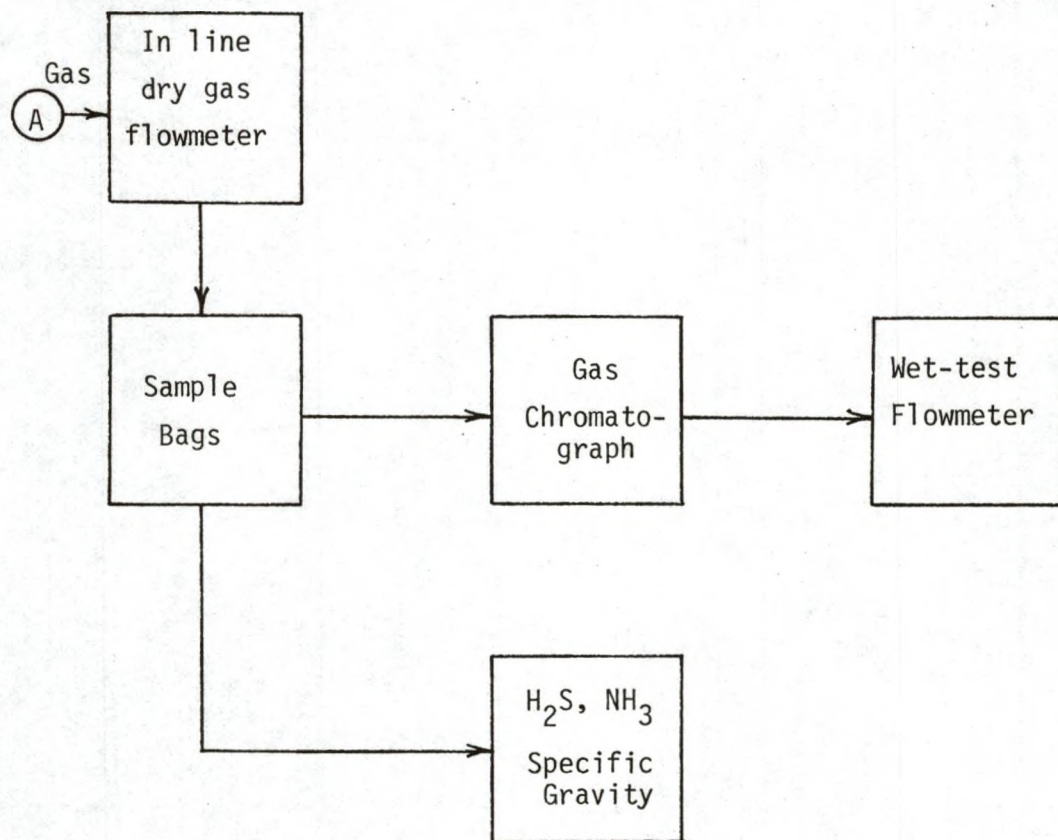 Gas
A
In line
dry gas
flowmeter
Sample
Bags
Gas
Chromato-
graph
Wet-test
Flowmeter
H₂S, NH₃
Specific
Gravity